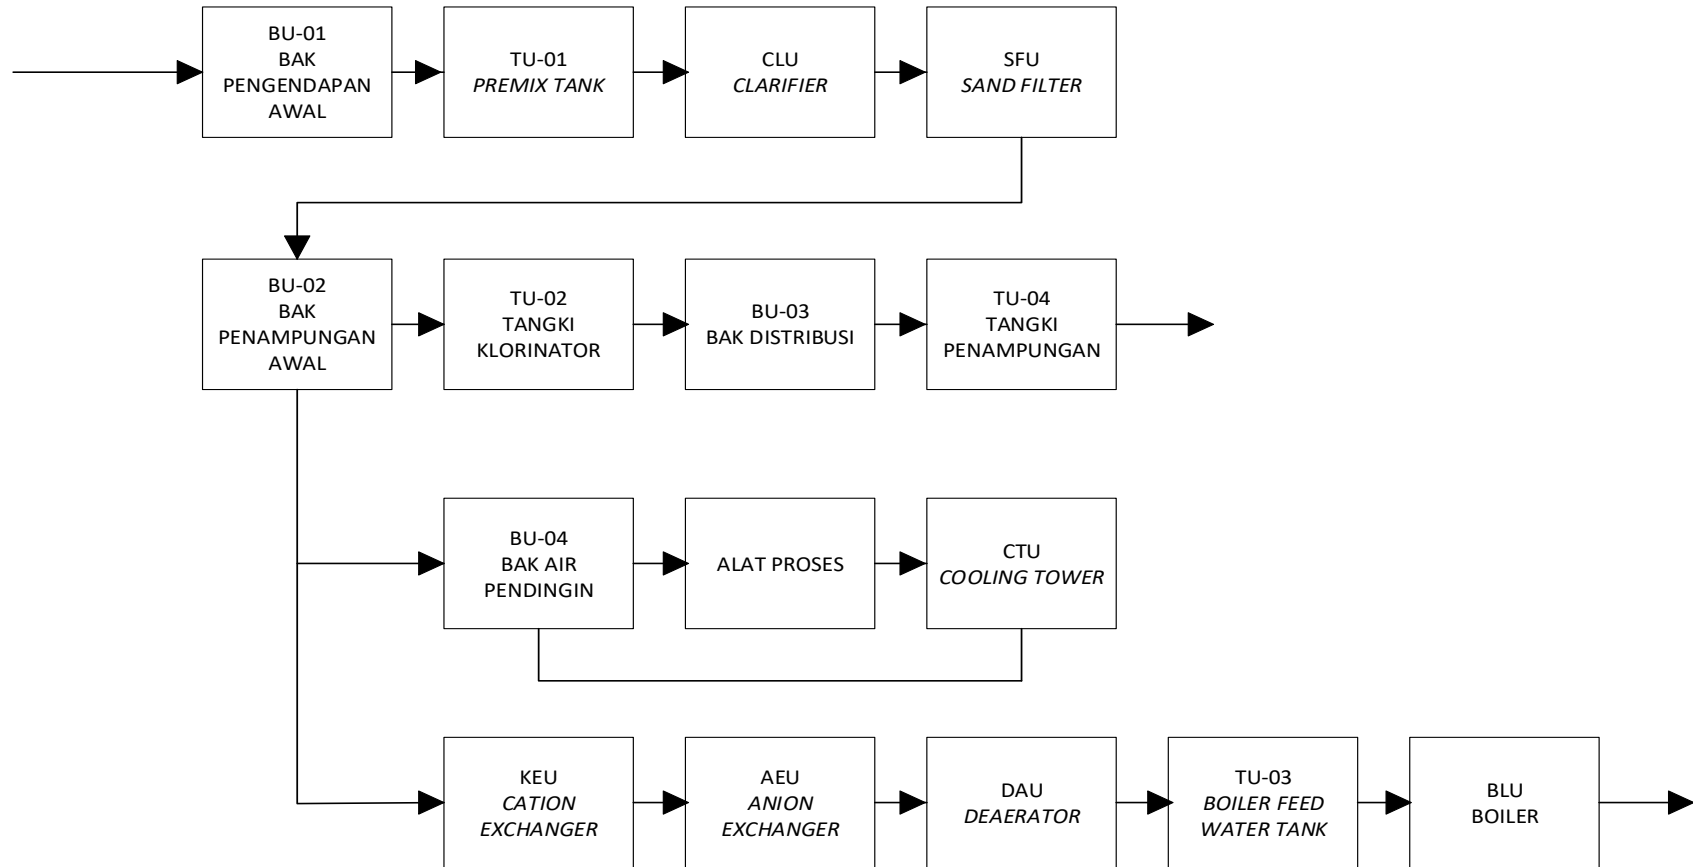 BU-01
BAK
PENGENDAPAN
AWAL
TU-01
PREMIX TANK
CLU
CLARIFIER
SFU
SAND FILTER
BU-02
BAK
PENAMPUNGAN
AWAL
TU-02
TANGKI
KLORINATOR
BU-03
BAK DISTRIBUSI
TU-04
TANGKI
PENAMPUNGAN
BU-04
BAK AIR
PENDINGIN
ALAT PROSES
CTU
COOLING TOWER
KEU
CATION
EXCHANGER
AEU
ANION
EXCHANGER
DAU
DEAERATOR
TU-03
BOILER FEED
WATER TANK
BLU
BOILER